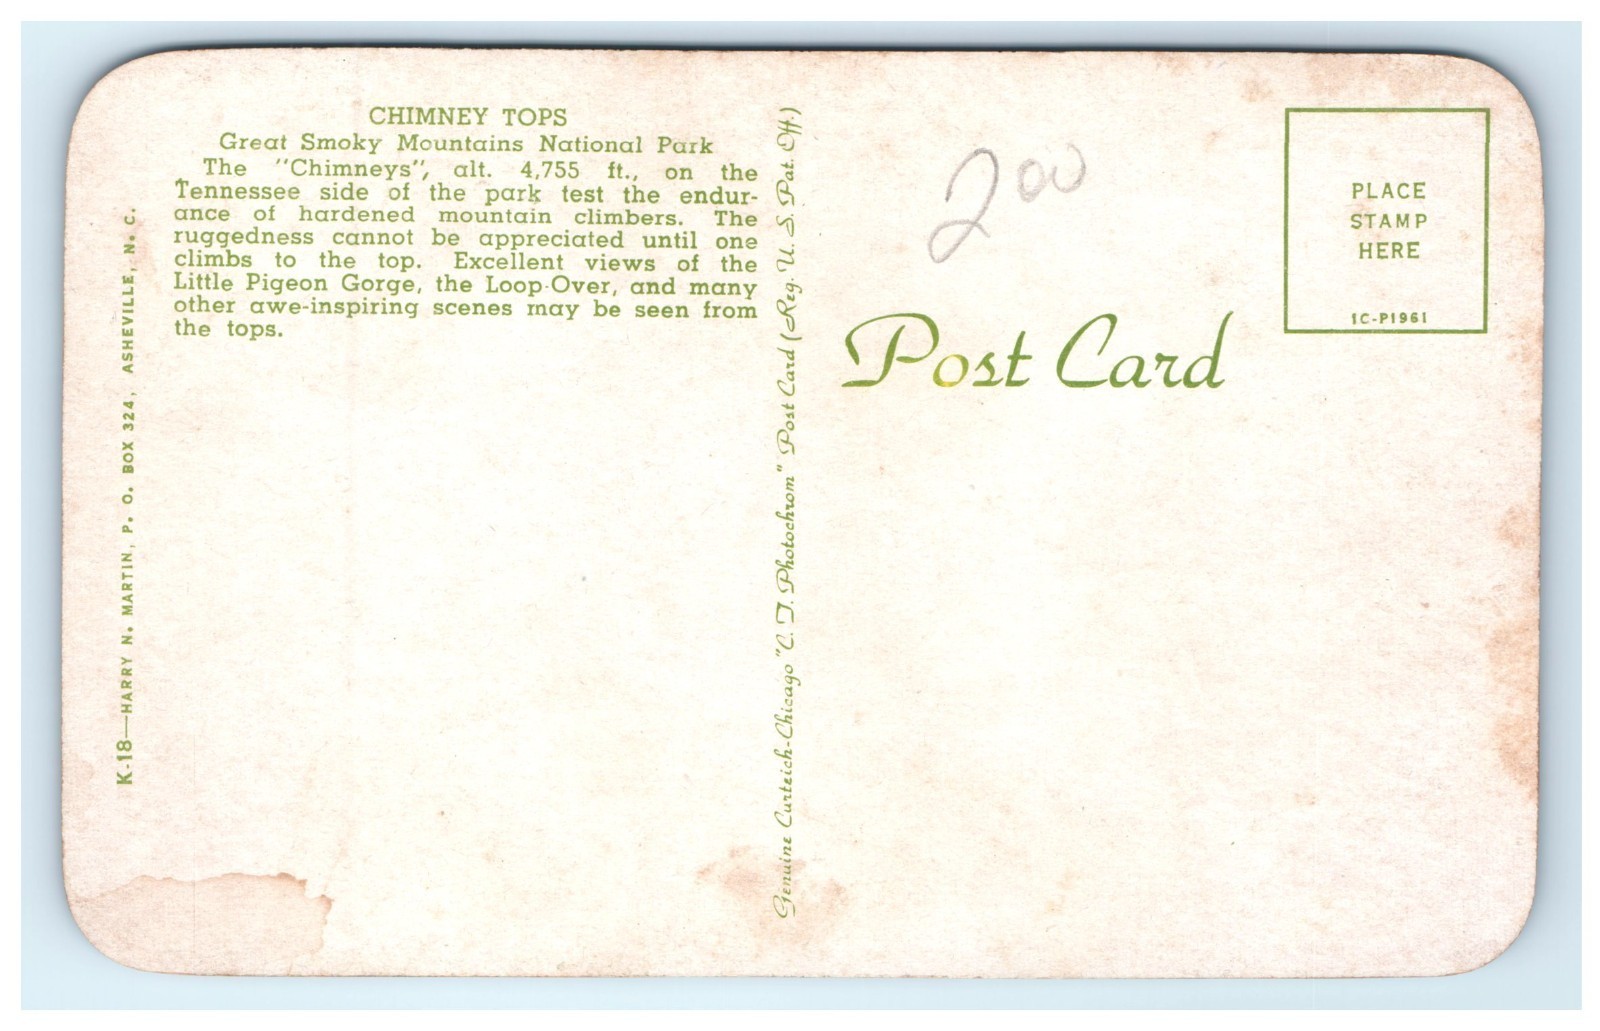 CHIMNEY TOPS
Great Smoky Mountains National Park
The "Chimneys", alt. 4,755 ft., on the
Tennessee side of the park test the endur-
ance of hardened mountain climbers. The
ruggedness cannot be appreciated until one
climbs to the top. Excellent views of the
Little Pigeon Gorge, the Loop-Over, and many
other awe-inspiring scenes may be seen from
the tops.
K-18—HARRY N. MARTIN, P. O. BOX 324, ASHEVILLE, N. C.
Genuine Curteich-Chicago "C. T. Photochrom" Post Card (Reg. U. S. Pat. Off.)
200
Post Card
PLACE
STAMP
HERE
1C-P1961